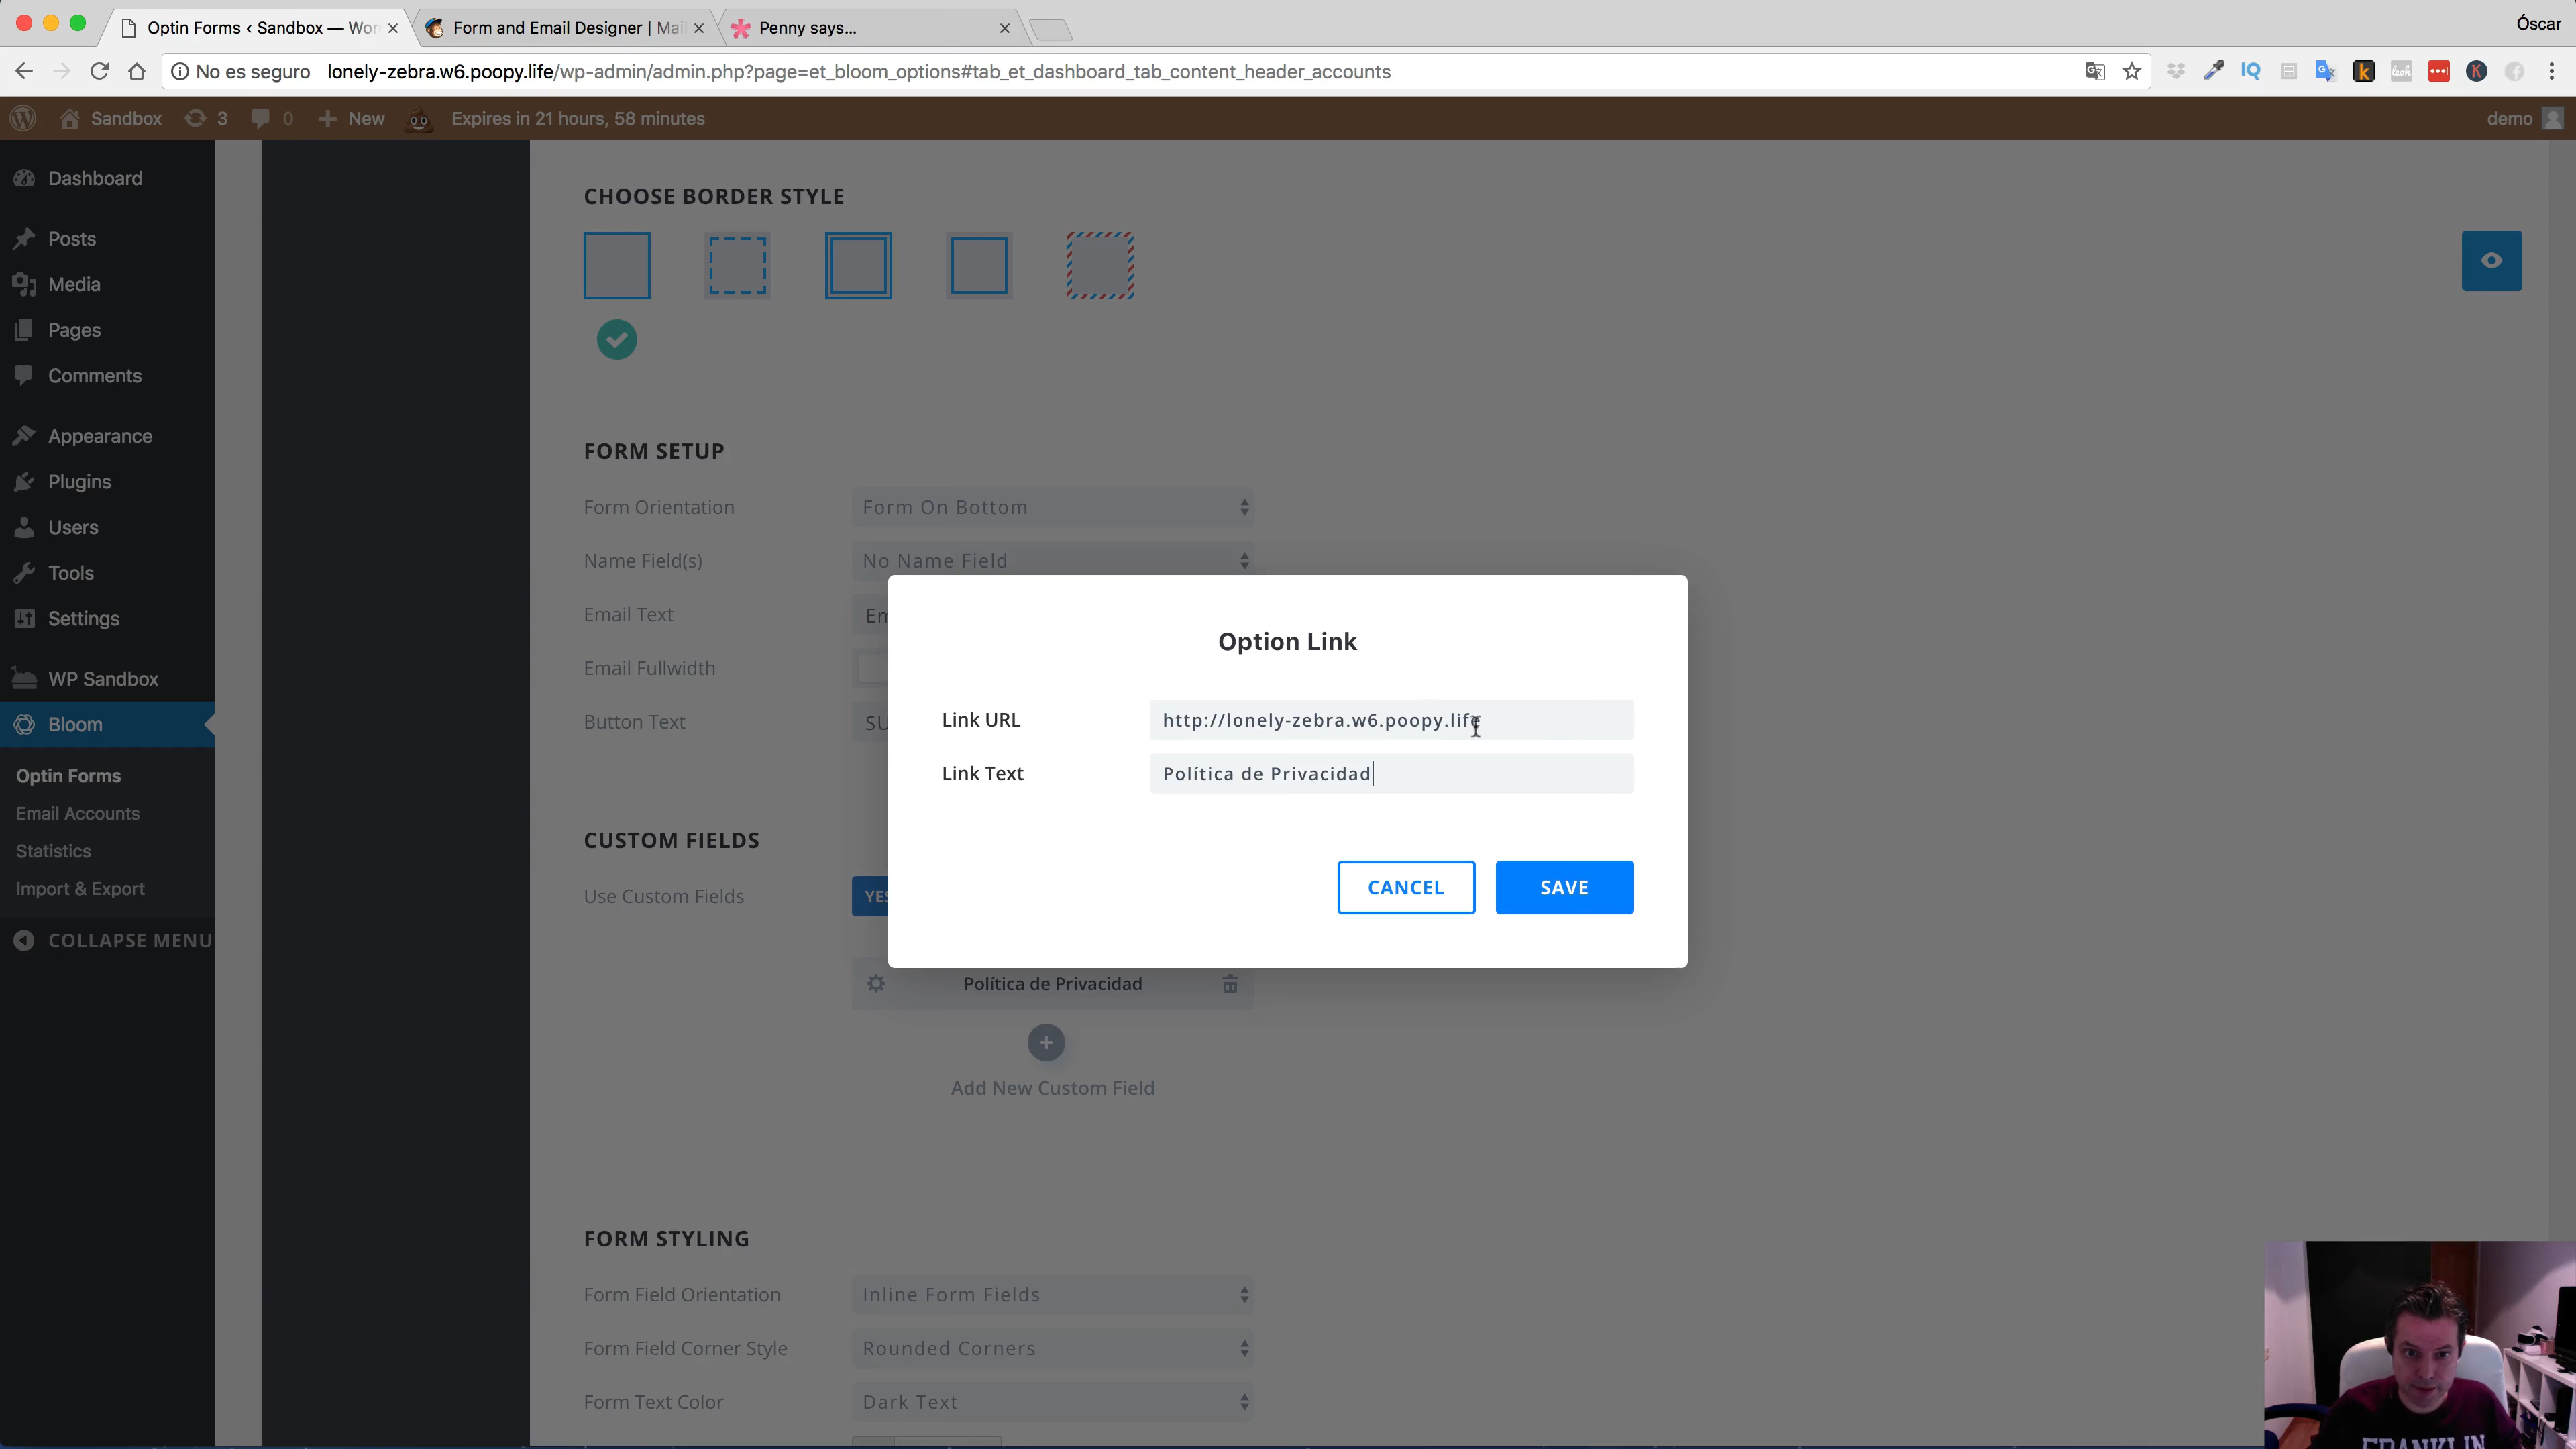 Optin Forms ‹ Sandbox — Wor
Form and Email Designer | Mai
Penny says...
Óscar
No es seguro
lonely-zebra.w6.poopy.life/wp-admin/admin.php?page=et_bloom_options#tab_et_dashboard_tab_content_header_accounts
Sandbox
3
0
New
Expires in 21 hours, 58 minutes
demo
Dashboard
Posts
Media
Pages
Comments
Appearance
Plugins
Users
Tools
Settings
WP Sandbox
Bloom
Optin Forms
Email Accounts
Statistics
Import & Export
COLLAPSE MENU
CHOOSE BORDER STYLE
FORM SETUP
Form Orientation
Form On Bottom
Name Field(s)
No Name Field
Email Text
Em
Email Fullwidth
Button Text
SU
Option Link
Link URL
http://lonely-zebra.w6.poopy.life
Link Text
Política de Privacidad
CANCEL
SAVE
CUSTOM FIELDS
Use Custom Fields
YES
Política de Privacidad
Add New Custom Field
FORM STYLING
Form Field Orientation
Inline Form Fields
Form Field Corner Style
Rounded Corners
Form Text Color
Dark Text
FRANKLIN